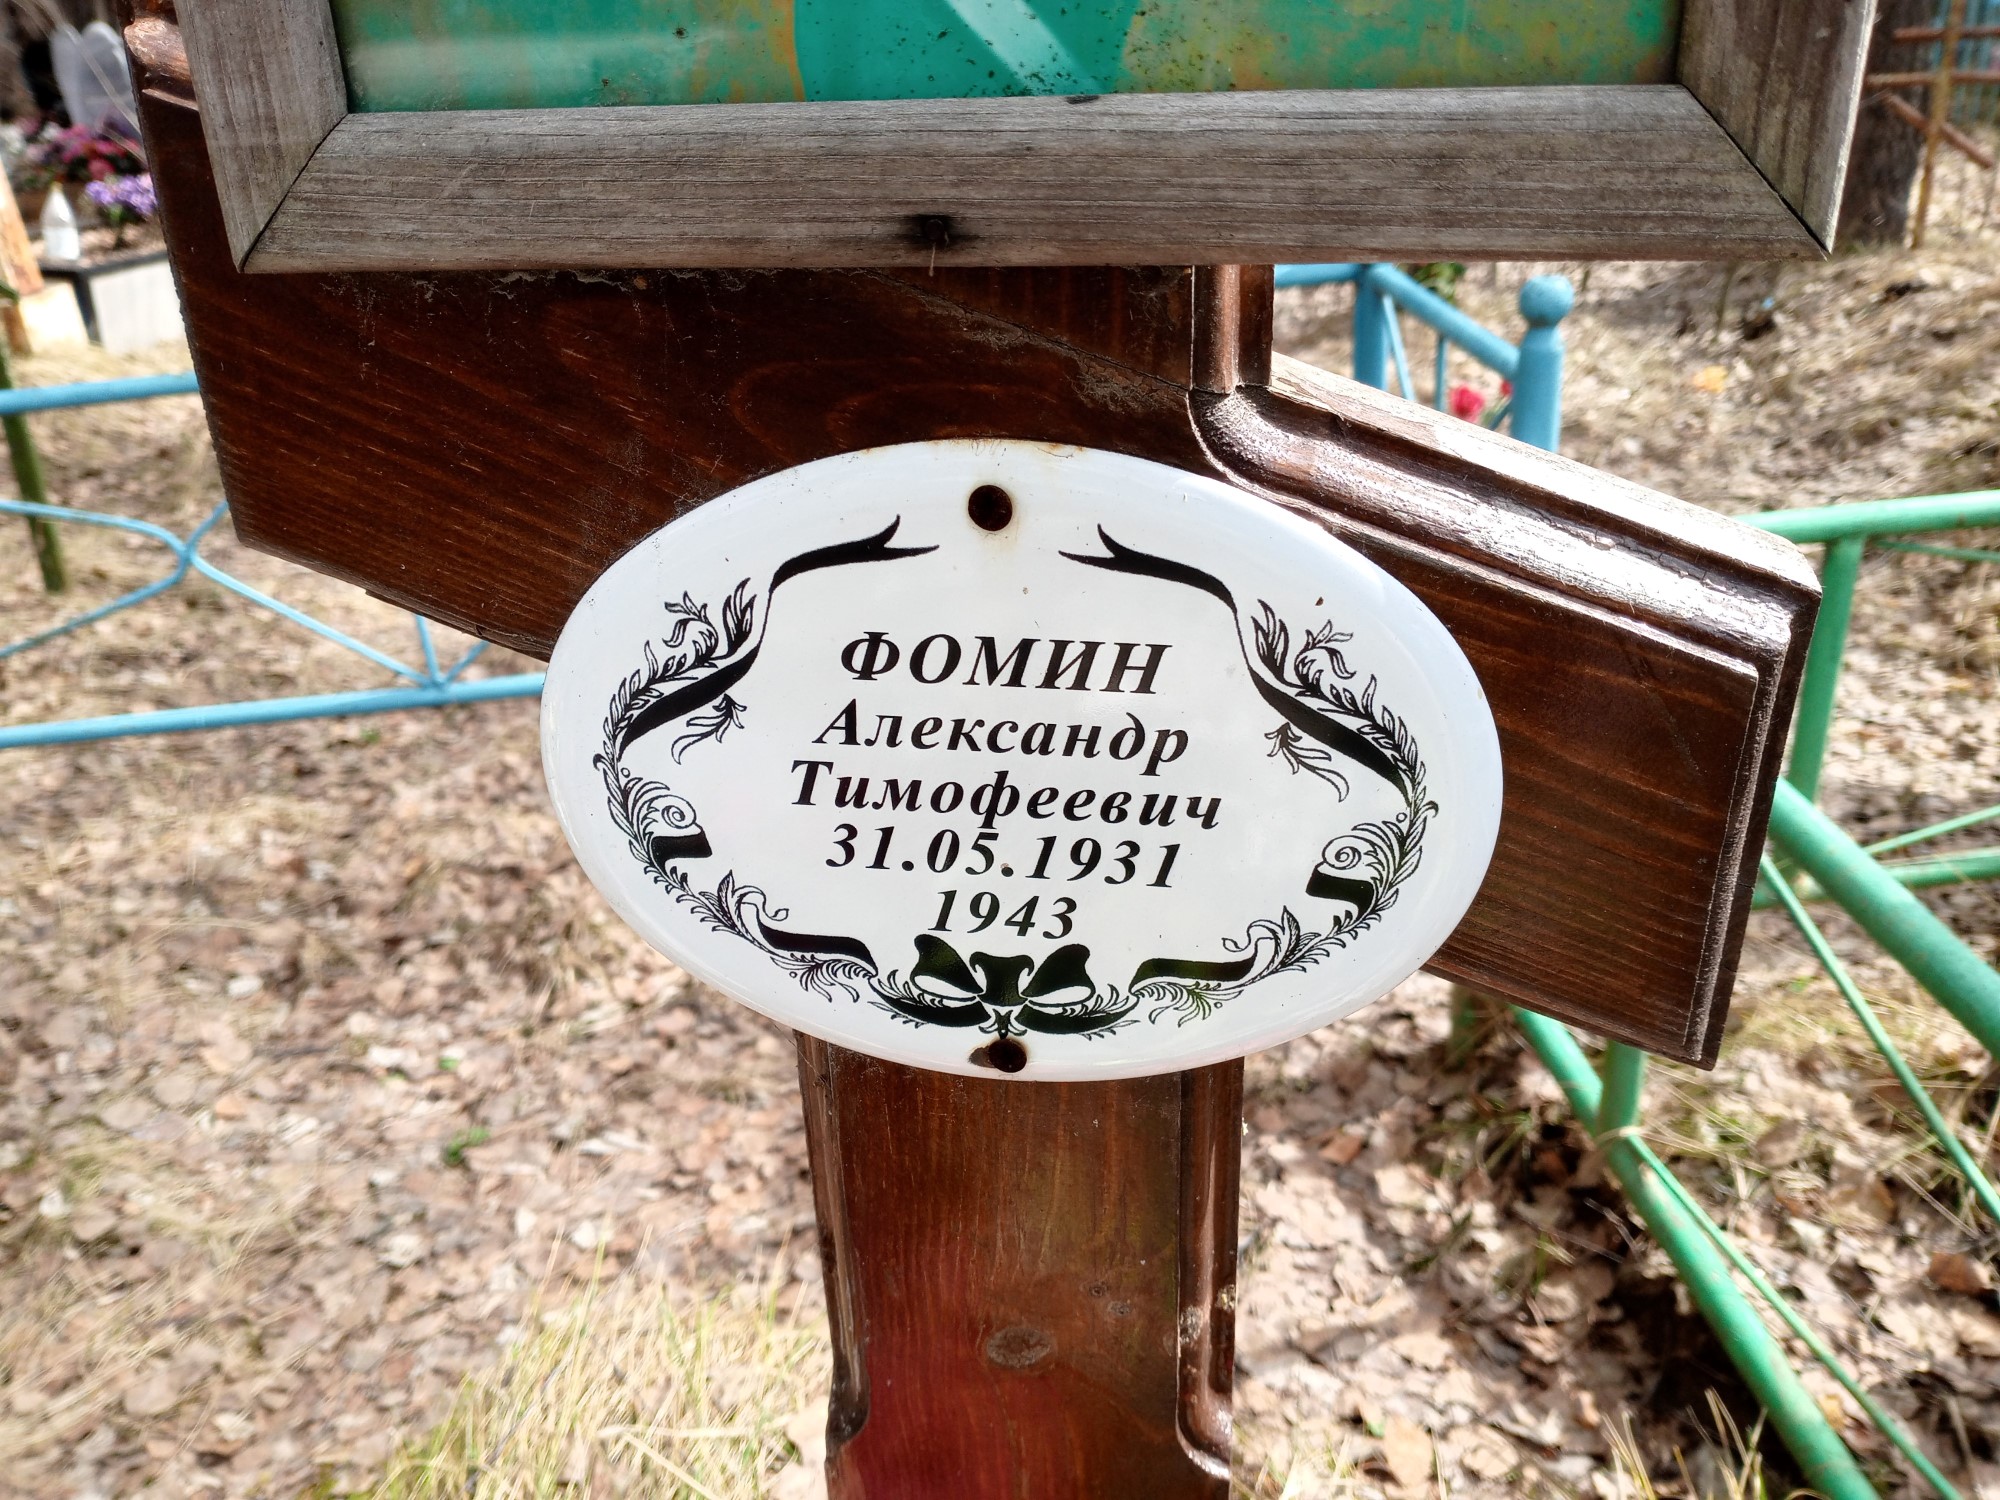 ФОМИН
Александр
Тимофеевич
31.05.1931
1943